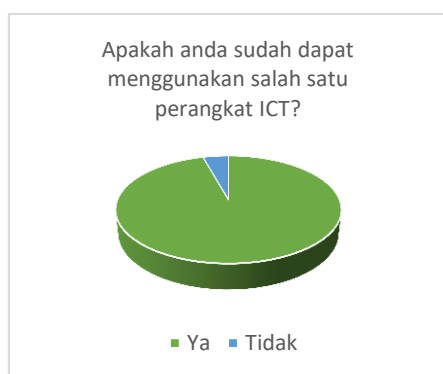 Apakah anda sudah dapat
menggunakan salah satu
perangkat ICT?
Ya Tidak